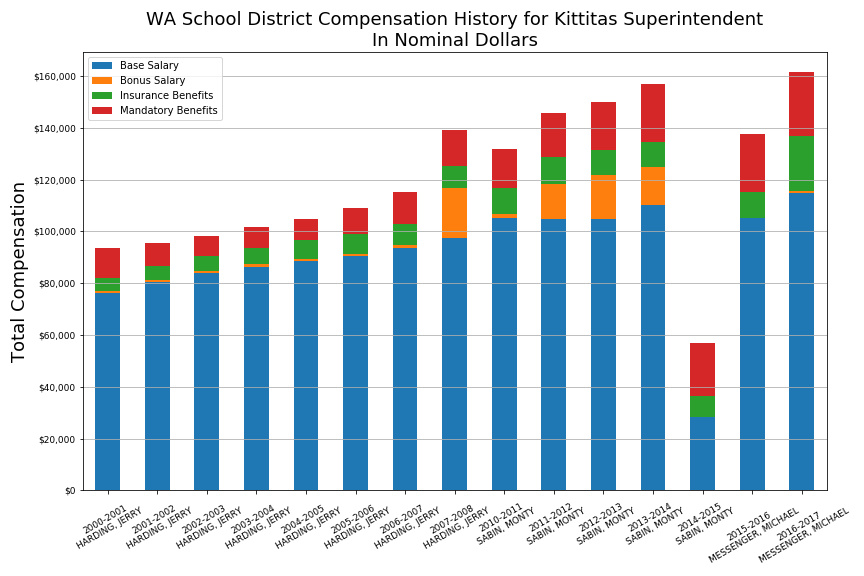 WA School District Compensation History for Kittitas Superintendent
In Nominal Dollars
Base Salary
Bonus Salary
Insurance Benefits
Mandatory Benefits
Total Compensation
$160,000
$140,000
$120,000
$100,000
$80,000
$60,000
$40,000
$20,000
$0
2000-2001
HARDING, JERRY
2001-2002
HARDING, JERRY
2002-2003
HARDING, JERRY
2003-2004
HARDING, JERRY
2004-2005
HARDING, JERRY
2005-2006
HARDING, JERRY
2006-2007
HARDING, JERRY
2007-2008
HARDING, JERRY
2010-2011
SABIN, MONTY
2011-2012
SABIN, MONTY
2012-2013
SABIN, MONTY
2013-2014
SABIN, MONTY
2014-2015
SABIN, MONTY
2015-2016
MESSENGER, MICHAEL
2016-2017
MESSENGER, MICHAEL